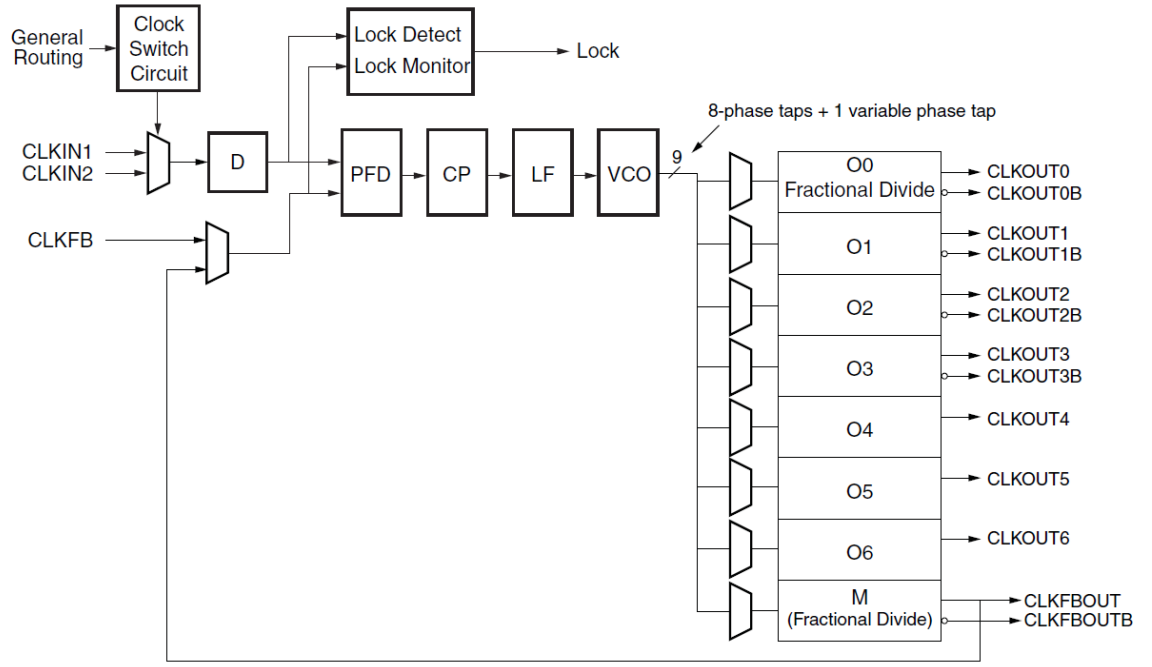 General
Routing
Clock
Switch
Circuit
Lock Detect
Lock Monitor
Lock
8-phase taps + 1 variable phase tap
CLKIN1
CLKIN2
D
PFD
CP
LF
VCO
9
CLKFB
O0
Fractional Divide
CLKOUT0
CLKOUT0B
O1
CLKOUT1
CLKOUT1B
O2
CLKOUT2
CLKOUT2B
O3
CLKOUT3
CLKOUT3B
O4
CLKOUT4
O5
CLKOUT5
O6
CLKOUT6
M
(Fractional Divide)
CLKFBOUT
CLKFBOUTB